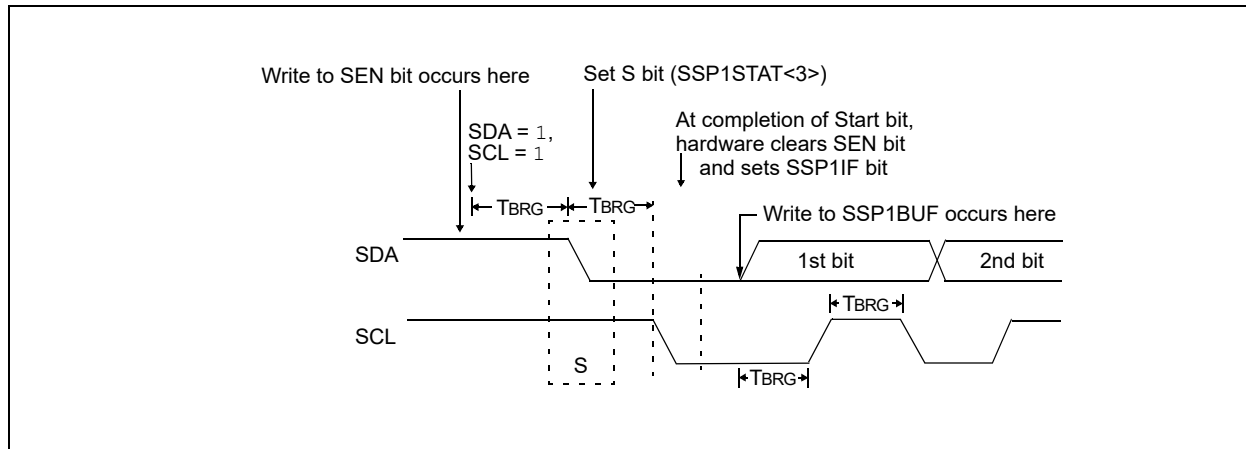 Write to SEN bit occurs here
Set S bit (SSP1STAT<3>)
SDA = 1,
SCL = 1
At completion of Start bit,
hardware clears SEN bit
and sets SSP1IF bit
TBRG
TBRG
Write to SSP1BUF occurs here
SDA
1st bit
2nd bit
TBRG
SCL
S
TBRG